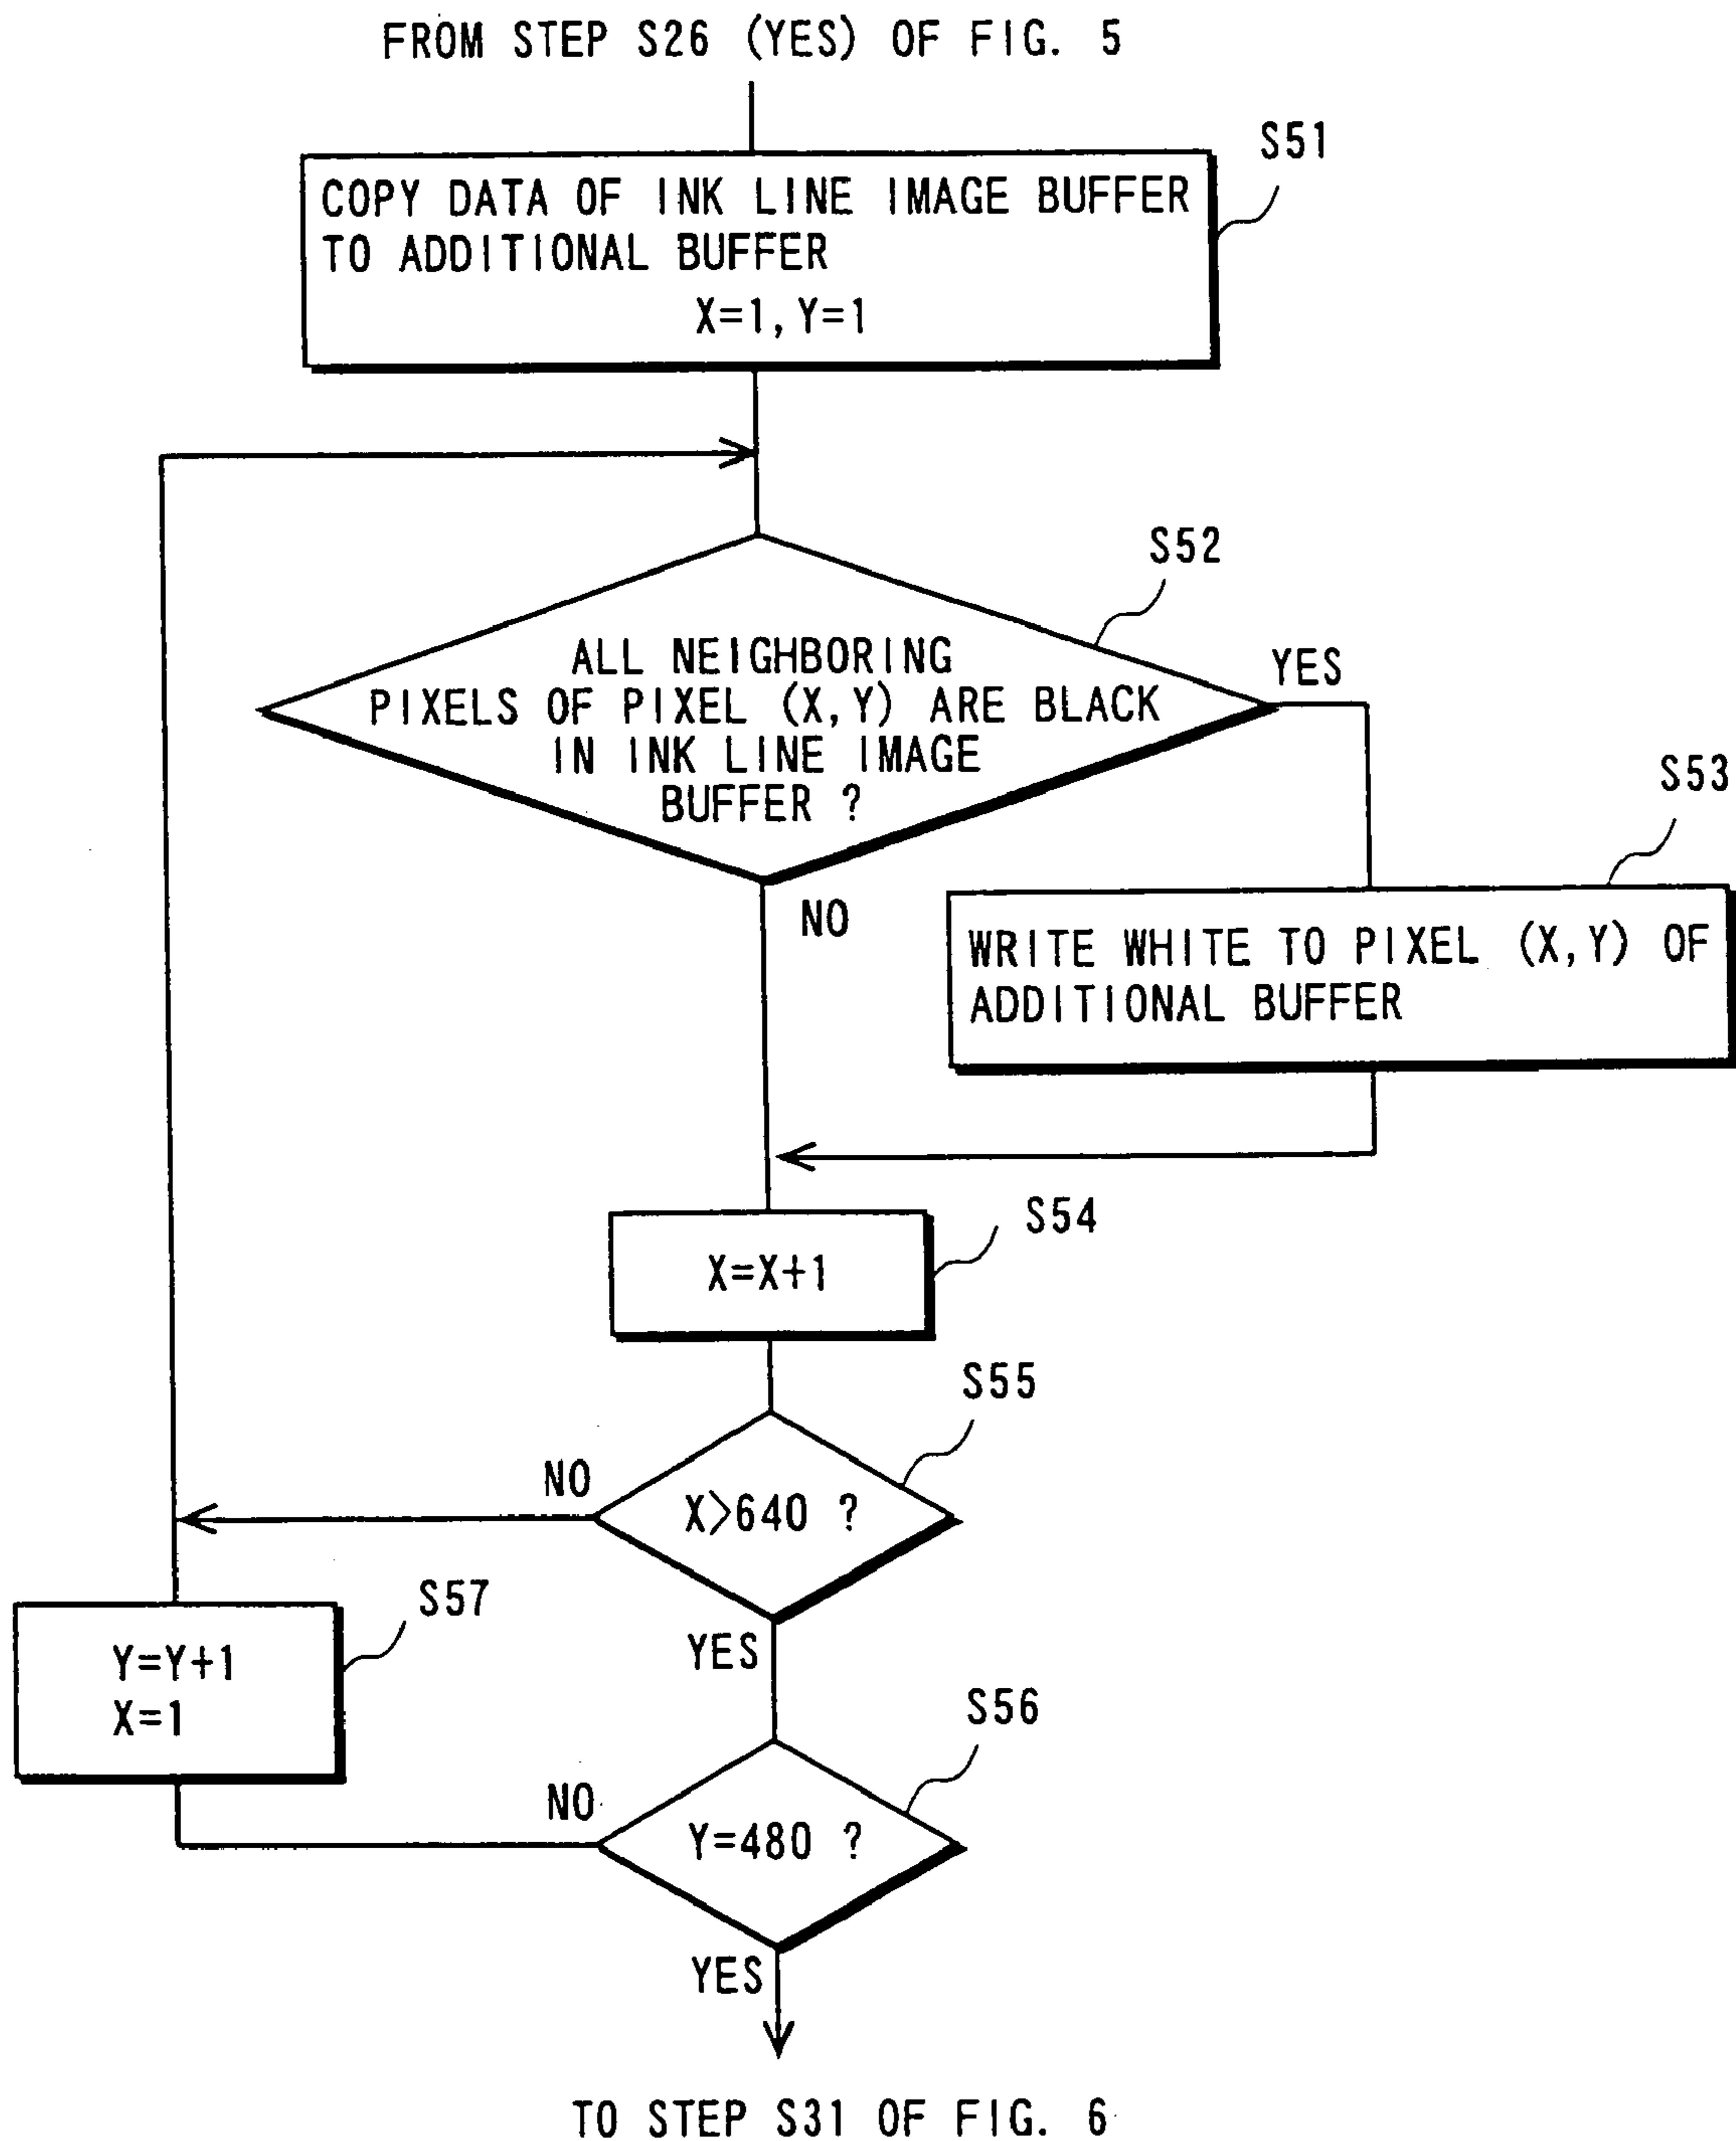 FROM STEP S26 (YES) OF FIG. 5
S51
COPY DATA OF INK LINE IMAGE BUFFER
TO ADDITIONAL BUFFER
X=1, Y=1
S52
ALL NEIGHBORING
PIXELS OF PIXEL (X, Y) ARE BLACK
IN INK LINE IMAGE
BUFFER ?
YES
NO
S53
WRITE WHITE TO PIXEL (X, Y) OF
ADDITIONAL BUFFER
S54
X=X+1
S55
NO
X>640 ?
YES
S57
Y=Y+1
X=1
S56
NO
Y=480 ?
YES
TO STEP S31 OF FIG. 6